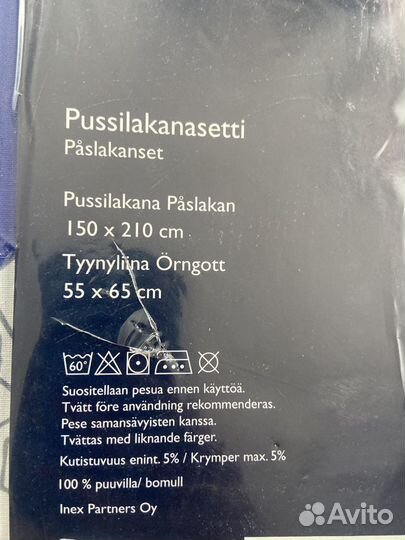 Pussilakanasetti
Påslakanset
Pussilakana Påslakan
150 x 210 cm
Tyynyliina Örngott
55 x 65 cm
60°
Suositellaan pesua ennen käyttöä.
Tvätt före användning rekommenderas.
Pese samansävyisten kanssa.
Tvättas med liknande färger.
Kutistuvuus enint. 5% / Krymper max. 5%
100 % puuvilla/ bomull
Inex Partners Oy
Avito